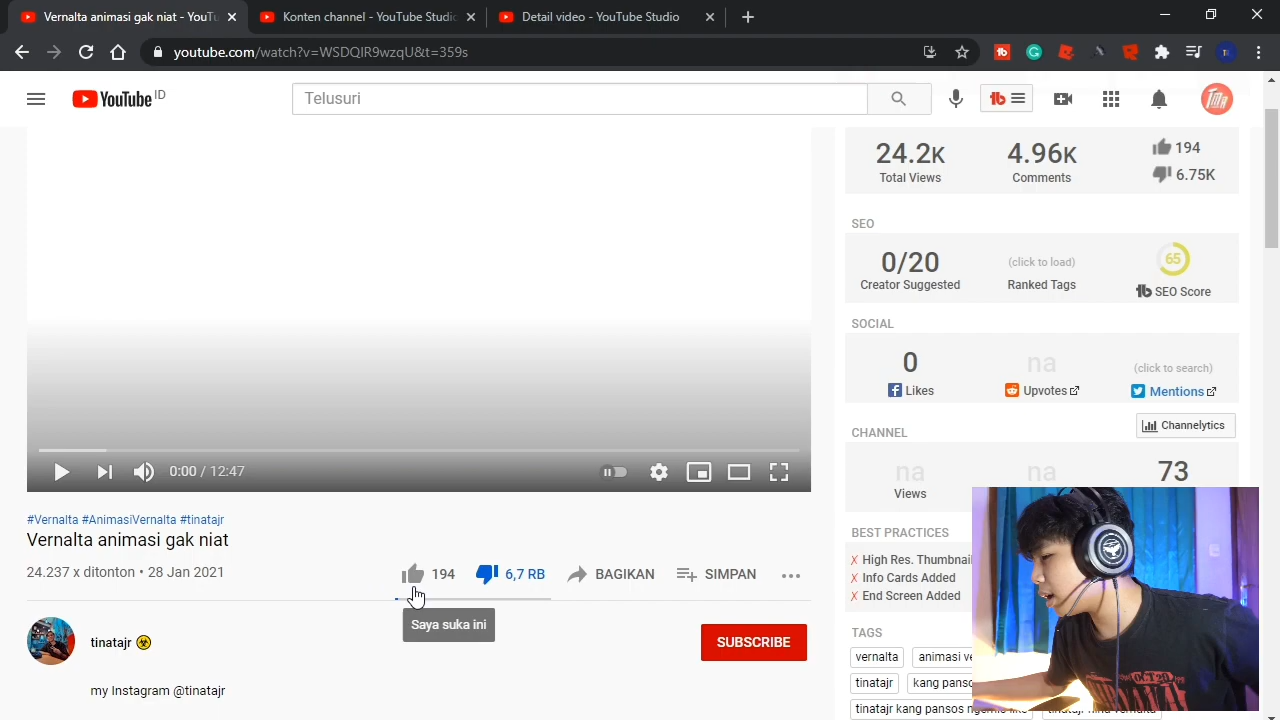 Vernalta animasi gak niat - YouTu
Konten channel - YouTube Studi
Detail video - YouTube Studio
youtube.com/watch?v=WSDQIR9wzqU&t=359s
YouTube ID
Telusuri
24.2K
Total Views
4.96K
Comments
194
6.75K
SEO
0/20
Creator Suggested
(click to load)
Ranked Tags
65
SEO Score
SOCIAL
0
Likes
na
Upvotes
(click to search)
Mentions
Channelytics
CHANNEL
na
Views
na
73
0:00 / 12:47
#Vernalta #AnimasiVernalta #tinatajr
Vernalta animasi gak niat
24.237 x ditonton • 28 Jan 2021
194
6,7 RB
BAGIKAN
SIMPAN
Saya suka ini
tinatajr
SUBSCRIBE
my Instagram @tinatajr
BEST PRACTICES
X High Res. Thumbnail
X Info Cards Added
X End Screen Added
TAGS
vernalta
animasi ve
tinatajr
kang panso